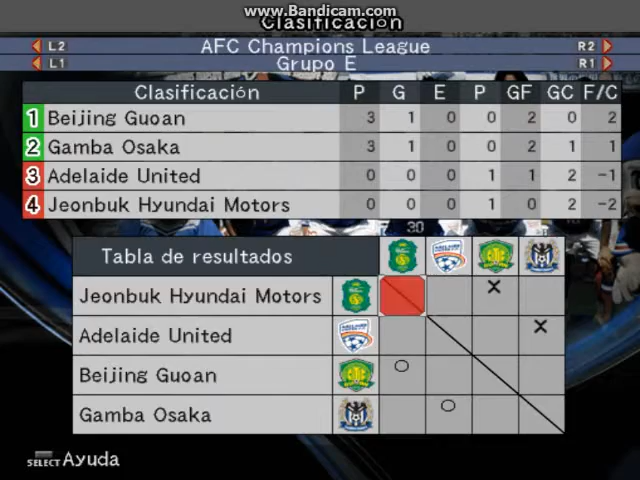 www.Bandicam.com
Clasificación
L2 AFC Champions League R2
L1 Grupo E R1
Clasificación P G E P GF GC F/C
1 Beijing Guoan 3 1 0 0 2 0 2
2 Gamba Osaka 3 1 0 0 2 1 1
3 Adelaide United 0 0 0 1 1 2 -1
4 Jeonbuk Hyundai Motors 0 0 0 1 0 2 -2
30
Tabla de resultados
Jeonbuk Hyundai Motors
Adelaide United
Beijing Guoan
Gamba Osaka
SELECT Ayuda